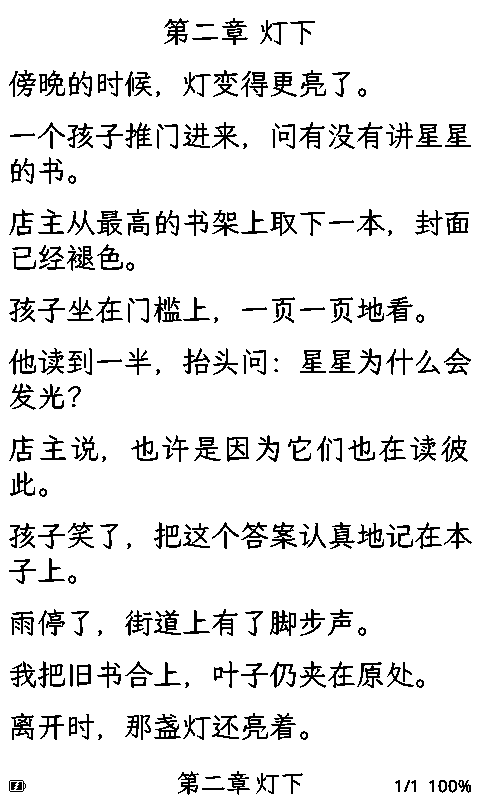 第二章 灯下
傍晚的时候，灯变得更亮了。
一个孩子推门进来，问有没有讲星星
的书。
店主从最高的书架上取下一本，封面
已经褪色。
孩子坐在门槛上，一页一页地看。
他读到一半，抬头问：星星为什么会
发光？
店主说，也许是因为它们也在读彼
此。
孩子笑了，把这个答案认真地记在本
子上。
雨停了，街道上有了脚步声。
我把旧书合上，叶子仍夹在原处。
离开时，那盏灯还亮着。
第二章 灯下
1/1 100%